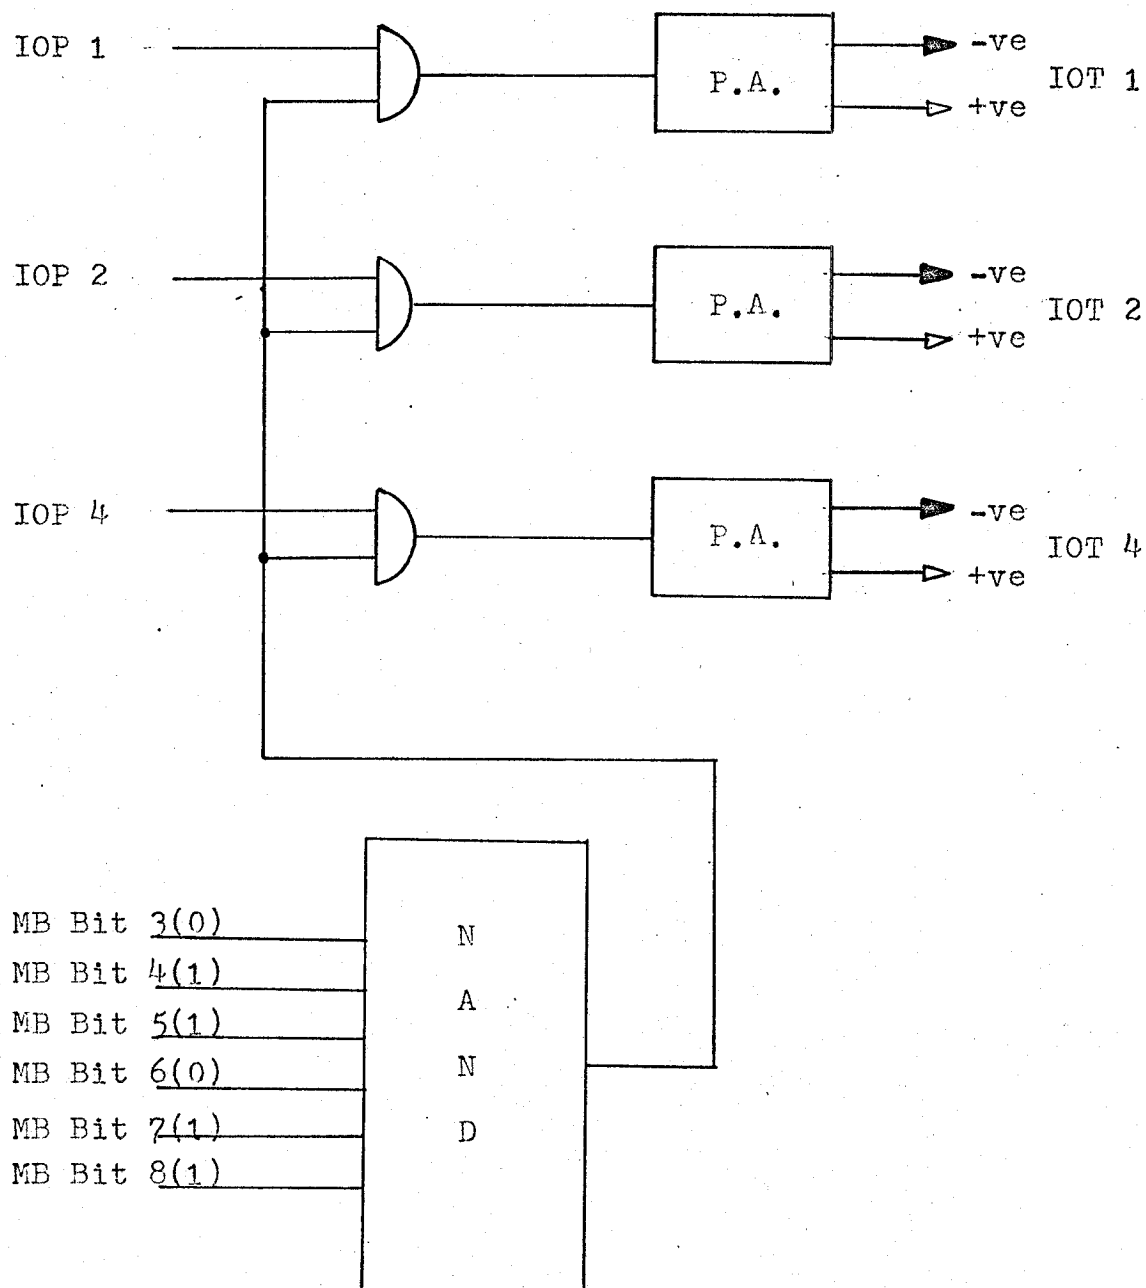 IOP 1
P.A.
-ve
+ve
IOT 1
IOP 2
P.A.
-ve
+ve
IOT 2
IOP 4
P.A.
-ve
+ve
IOT 4
MB Bit 3(0)
MB Bit 4(1)
MB Bit 5(1)
MB Bit 6(0)
MB Bit 7(1)
MB Bit 8(1)
N
A
N
D